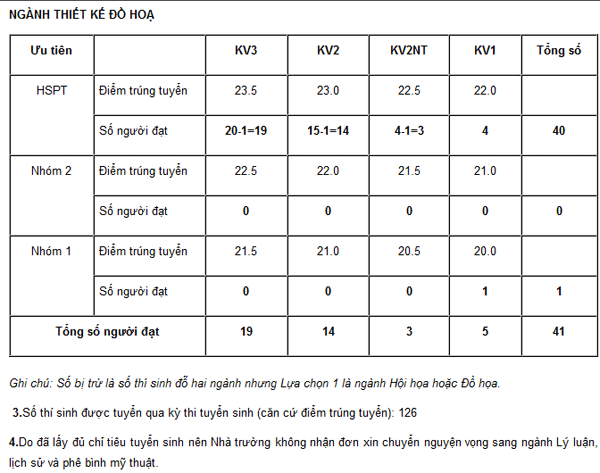 NGÀNH THIẾT KẾ ĐỒ HOẠ
Ưu tiên KV3 KV2 KV2NT KV1 Tổng số
HSPT Điểm trúng tuyển 23.5 23.0 22.5 22.0
Số người đạt 20-1=19 15-1=14 4-1=3 4 40
Nhóm 2 Điểm trúng tuyển 22.5 22.0 21.5 21.0
Số người đạt 0 0 0 0 0
Nhóm 1 Điểm trúng tuyển 21.5 21.0 20.5 20.0
Số người đạt 0 0 0 1 1
Tổng số người đạt 19 14 3 5 41
Ghi chú: Số bị trừ là số thí sinh đỗ hai ngành nhưng Lựa chọn 1 là ngành Hội họa hoặc Đồ họa.
3.Số thí sinh được tuyển qua kỳ thi tuyển sinh (căn cứ điểm trúng tuyển): 126
4.Do đã lấy đủ chỉ tiêu tuyển sinh nên Nhà trường không nhận đơn xin chuyển nguyện vọng sang ngành Lý luận,
lịch sử và phê bình mỹ thuật.